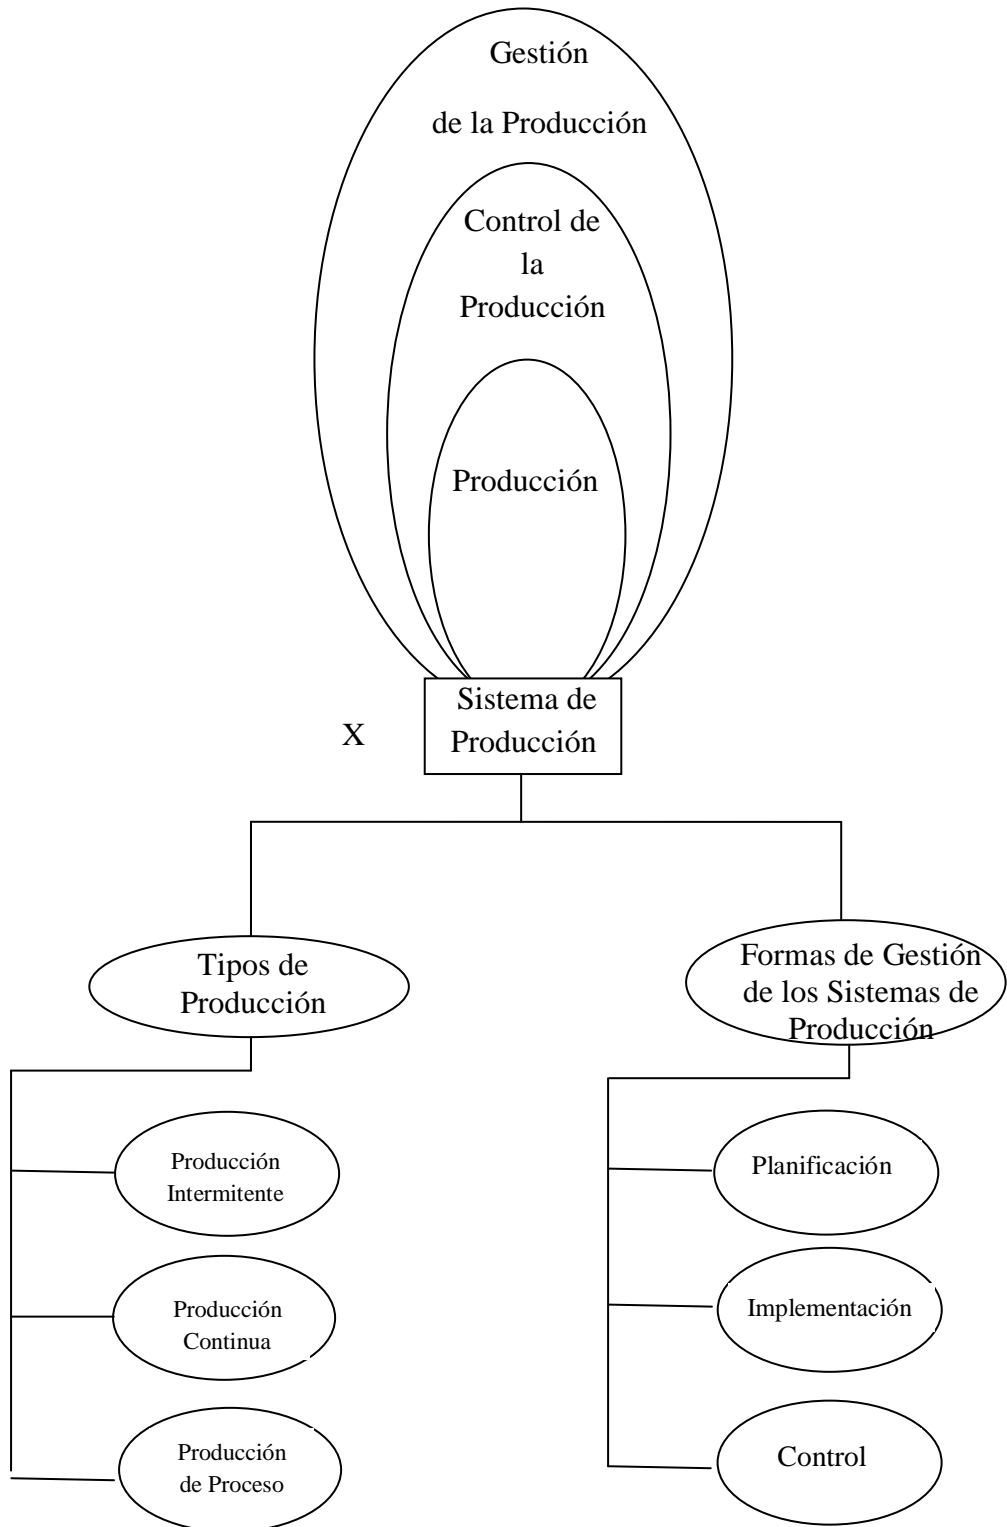 Gestión
de la Producción
Control de
la
Producción
Producción
Sistema de
Producción
X
Tipos de
Producción
Formas de Gestión
de los Sistemas de
Producción
Producción
Intermitente
Producción
Continua
Producción
de Proceso
Planificación
Implementación
Control